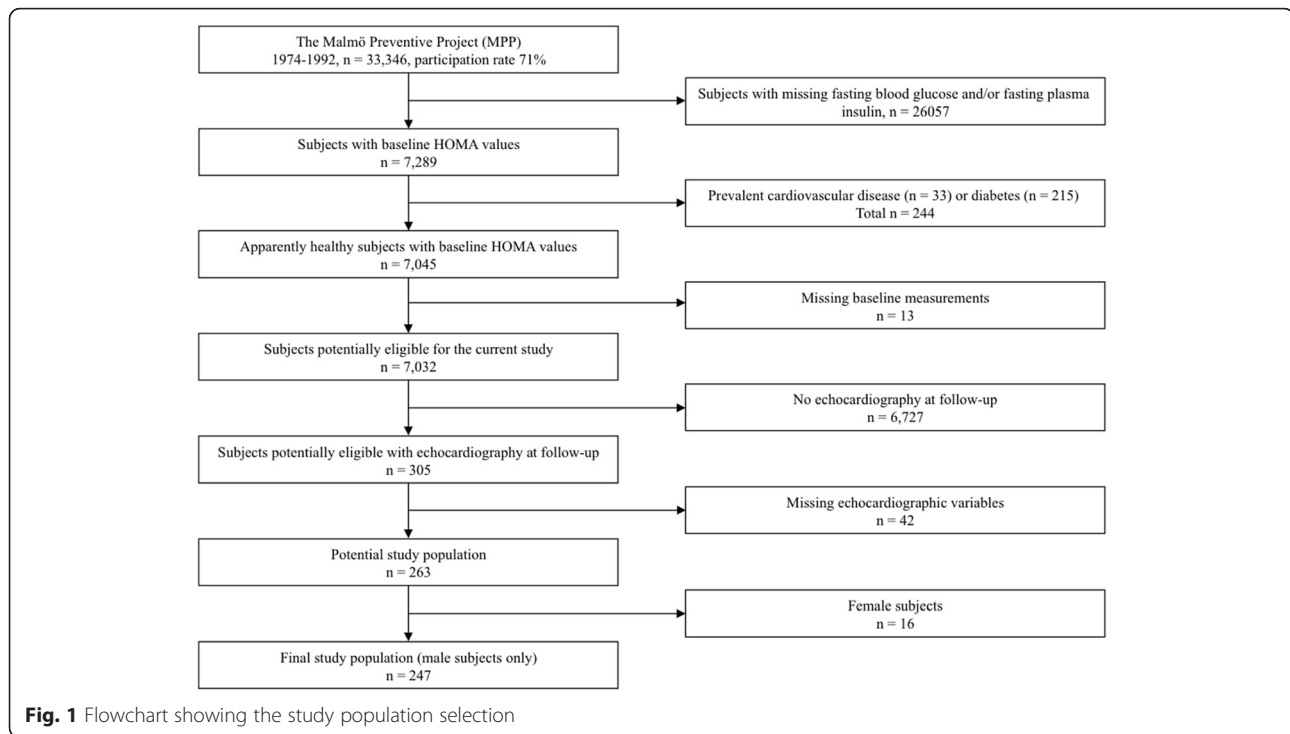 The Malmö Preventive Project (MPP)
1974-1992, n = 33,346, participation rate 71%
Subjects with missing fasting blood glucose and/or fasting plasma
insulin, n = 26057
Subjects with baseline HOMA values
n = 7,289
Prevalent cardiovascular disease (n = 33) or diabetes (n = 215)
Total n = 244
Apparently healthy subjects with baseline HOMA values
n = 7,045
Missing baseline measurements
n = 13
Subjects potentially eligible for the current study
n = 7,032
No echocardiography at follow-up
n = 6,727
Subjects potentially eligible with echocardiography at follow-up
n = 305
Missing echocardiographic variables
n = 42
Potential study population
n = 263
Female subjects
n = 16
Final study population (male subjects only)
n = 247
Fig. 1 Flowchart showing the study population selection